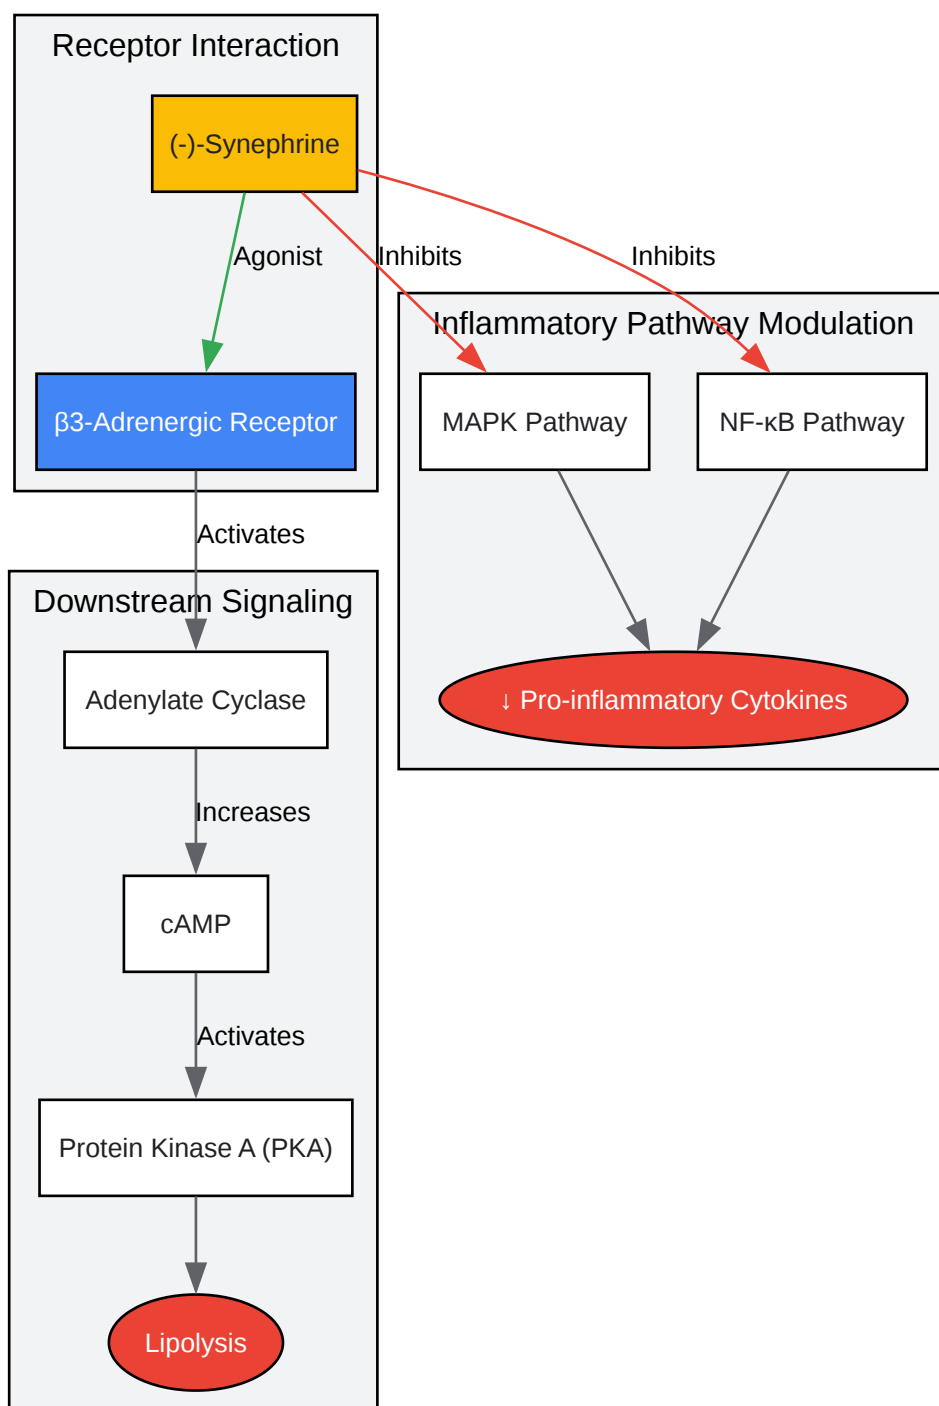 Receptor Interaction
(-)-Synephrine
Agonist
Inhibits
Inhibits
Inflammatory Pathway Modulation
β3-Adrenergic Receptor
MAPK Pathway
NF-κB Pathway
Activates
Downstream Signaling
Adenylate Cyclase
↓ Pro-inflammatory Cytokines
Increases
cAMP
Activates
Protein Kinase A (PKA)
Lipolysis